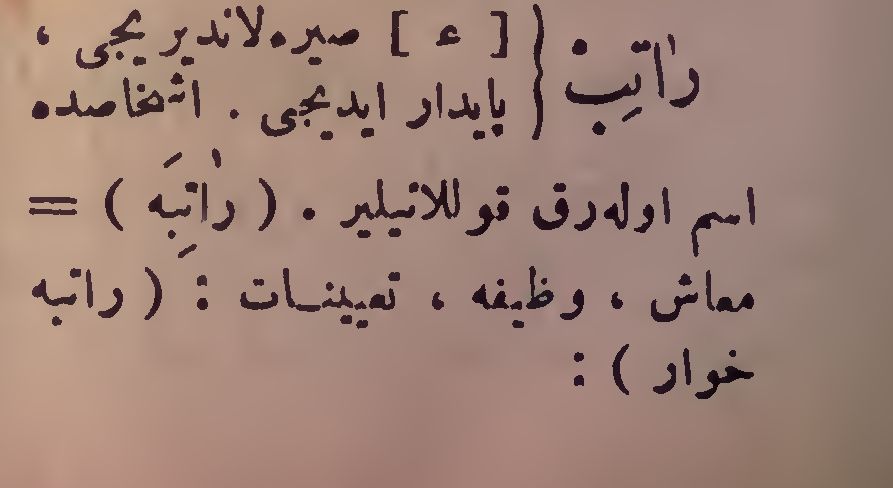 راتِب { [ ع ] صیره‌لاندیریجی ،
پایدار ایدیجی . اشخاصده
اسم اوله‌رق قوللانیلیر . ( راتِبَه ) =
معاش ، وظیفه ، تعیینات : ( راتبه
خوار ) :